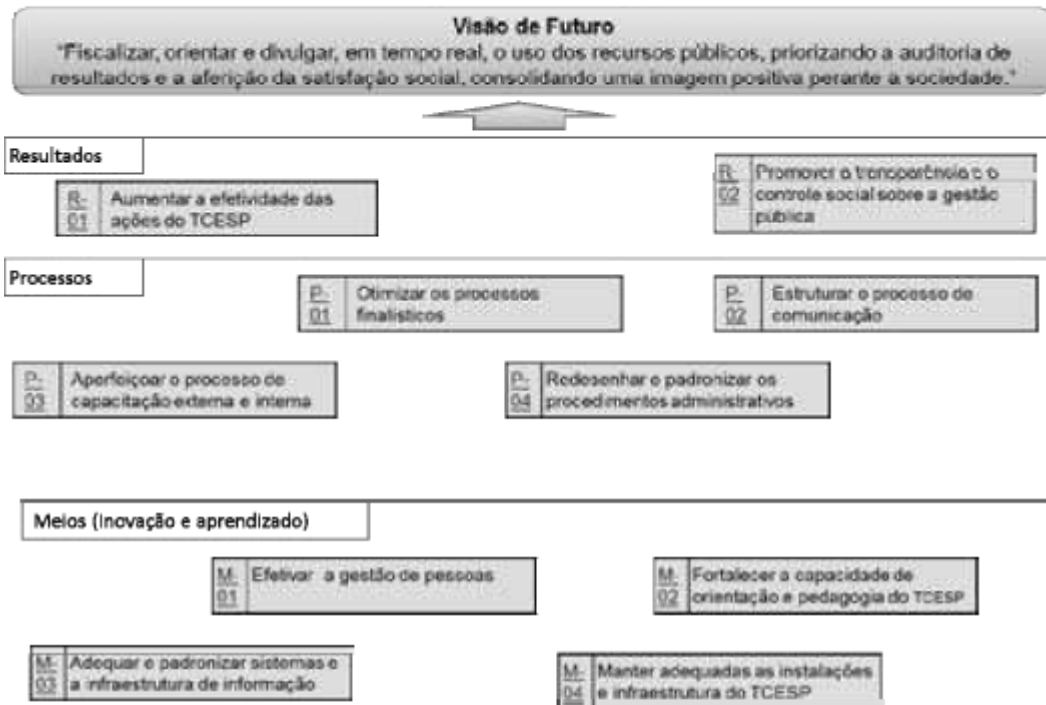 Visão de Futuro
"Fiscalizar, orientar e divulgar, em tempo real, o uso dos recursos públicos, priorizando a auditoria de
resultados e a aferição da satisfação social, consolidando uma imagem positiva perante a sociedade."
Resultados
R-01 Aumentar a efetividade das
ações do TCESP
R-02 Promover a transparência e o
controle social sobre a gestão
pública
Processos
P-01 Otimizar os processos
finalísticos
P-02 Estruturar o processo de
comunicação
P-03 Aperfeiçoar o processo de
capacitação externa e interna
P-04 Redesenhar e padronizar os
procedimentos administrativos
Meios (Inovação e aprendizado)
M-01 Efetivar a gestão de pessoas
M-02 Fortalecer a capacidade de
orientação e pedagogia do TCESP
M-03 Adequar e padronizar sistemas e
a infraestrutura de informação
M-04 Manter adequadas as instalações
e infraestrutura do TCESP